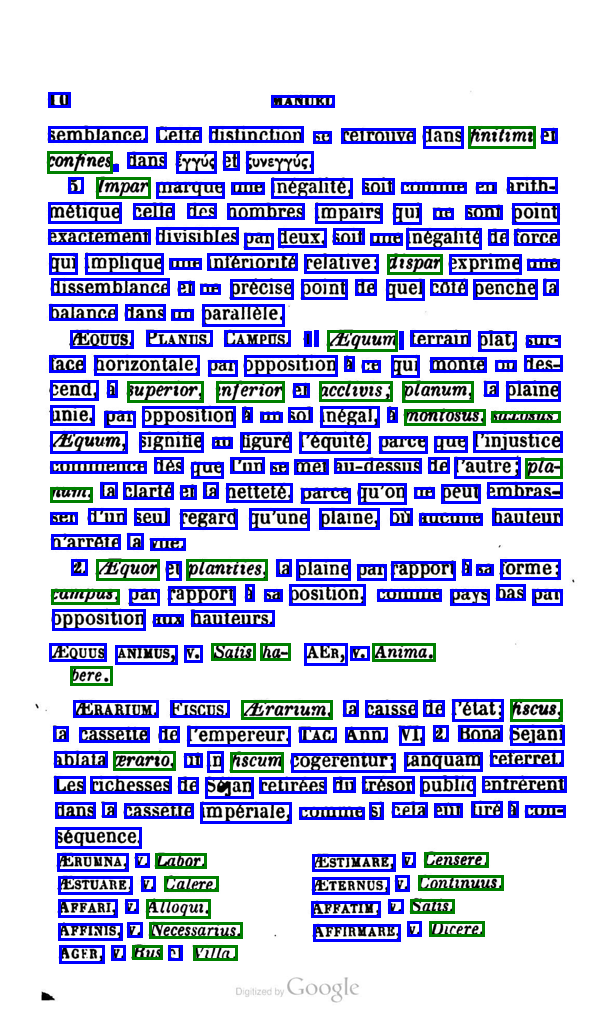 10 MANUEL
semblance. Cette distinction se retrouve dans finitimi et
confines, dans ἐγγύς et συνεγγύς.
5. Impar marque une inégalité, soit comme en arith-
métique celle des nombres impairs qui ne sont point
exactement divisibles par deux, soit une inégalité de force
qui implique une infériorité relative; dispar exprime une
dissemblance et ne précise point de quel côté penche la
balance dans un parallèle.
ÆQUUS. PLANUS. CAMPUS. Æquum terrain plat, sur-
face horizontale, par opposition à ce qui monte ou des-
cend, à superior, inferior et acclivis; planum, la plaine
unie, par opposition à un sol inégal, à montosus,
Æquum, signifie au figuré l'équité, parce que l'injustice
commence dès que l'un se met au-dessus de l'autre; pla-
num, la clarté et la netteté, parce qu'on ne peut embras-
ser d'un seul regard qu'une plaine, où aucune hauteur
n'arrête la vue.
2. Æquor et planities, la plaine par rapport à sa forme;
campus, par rapport à sa position, comme pays bas par
opposition aux hauteurs.
ÆQUUS ANIMUS, v. Satis ha- AER, v. Anima.
bere.
ÆRARIUM. FISCUS. Ærarium, la caisse de l'état; fiscus,
la cassette de l'empereur. TAC. Ann. VI, 2. Bona Sejani
ablata ærario, ut in fiscum cogerentur; tanquam referret.
Les richesses de Séjan retirées du trésor public entrèrent
dans la cassette impériale, comme si cela eut tiré à con-
séquence.
ÆRUMNA, v. Labor. ÆSTIMARE, v. Censere.
ÆSTUARE, v. Calere. ÆTERNUS, v. Continuus.
AFFARI, v. Alloqui. AFFATIM, v. Satis.
AFFINIS, v. Necessarius. AFFIRMARE, v. Dicere.
AGER, v. Rus et Villa.
Digitized by Google